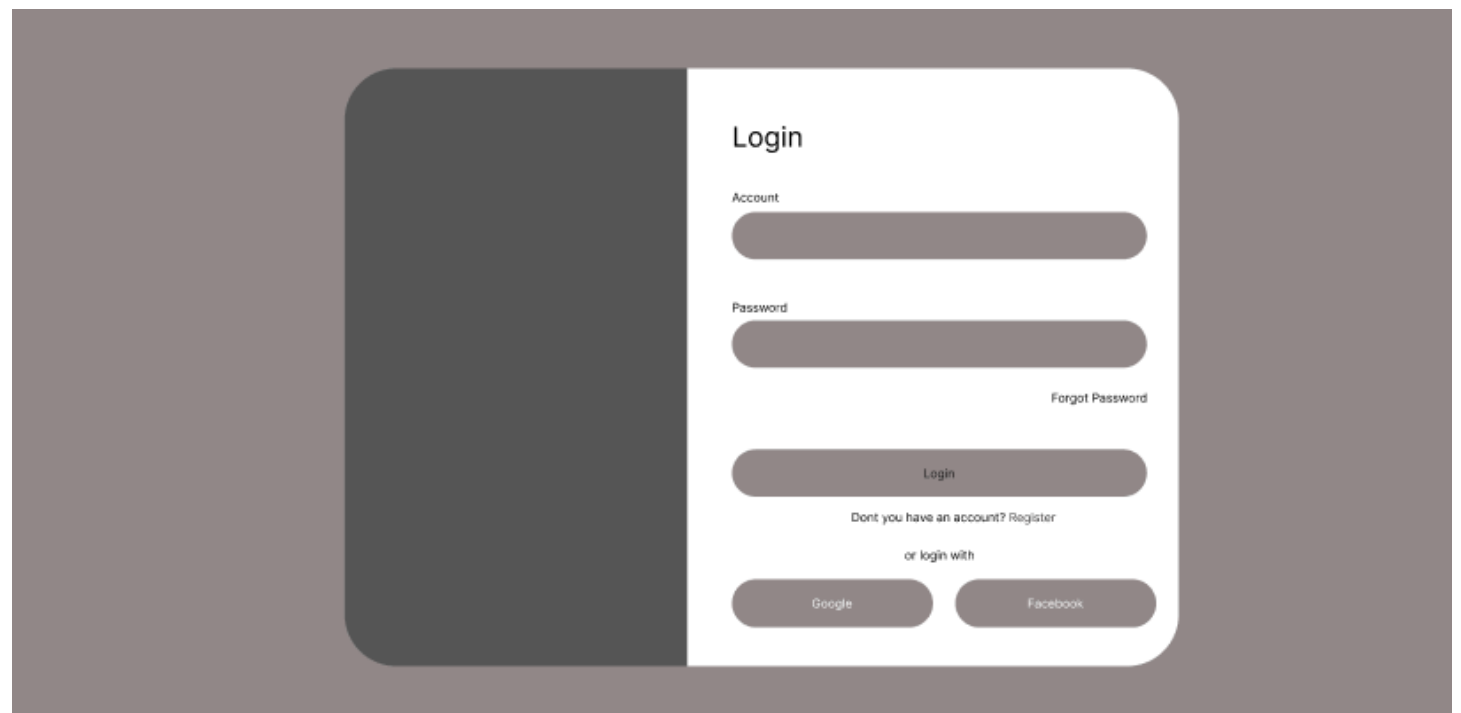 Login
Account
Password
Forgot Password
Login
Dont you have an account? Register
or login with
Google Facebook